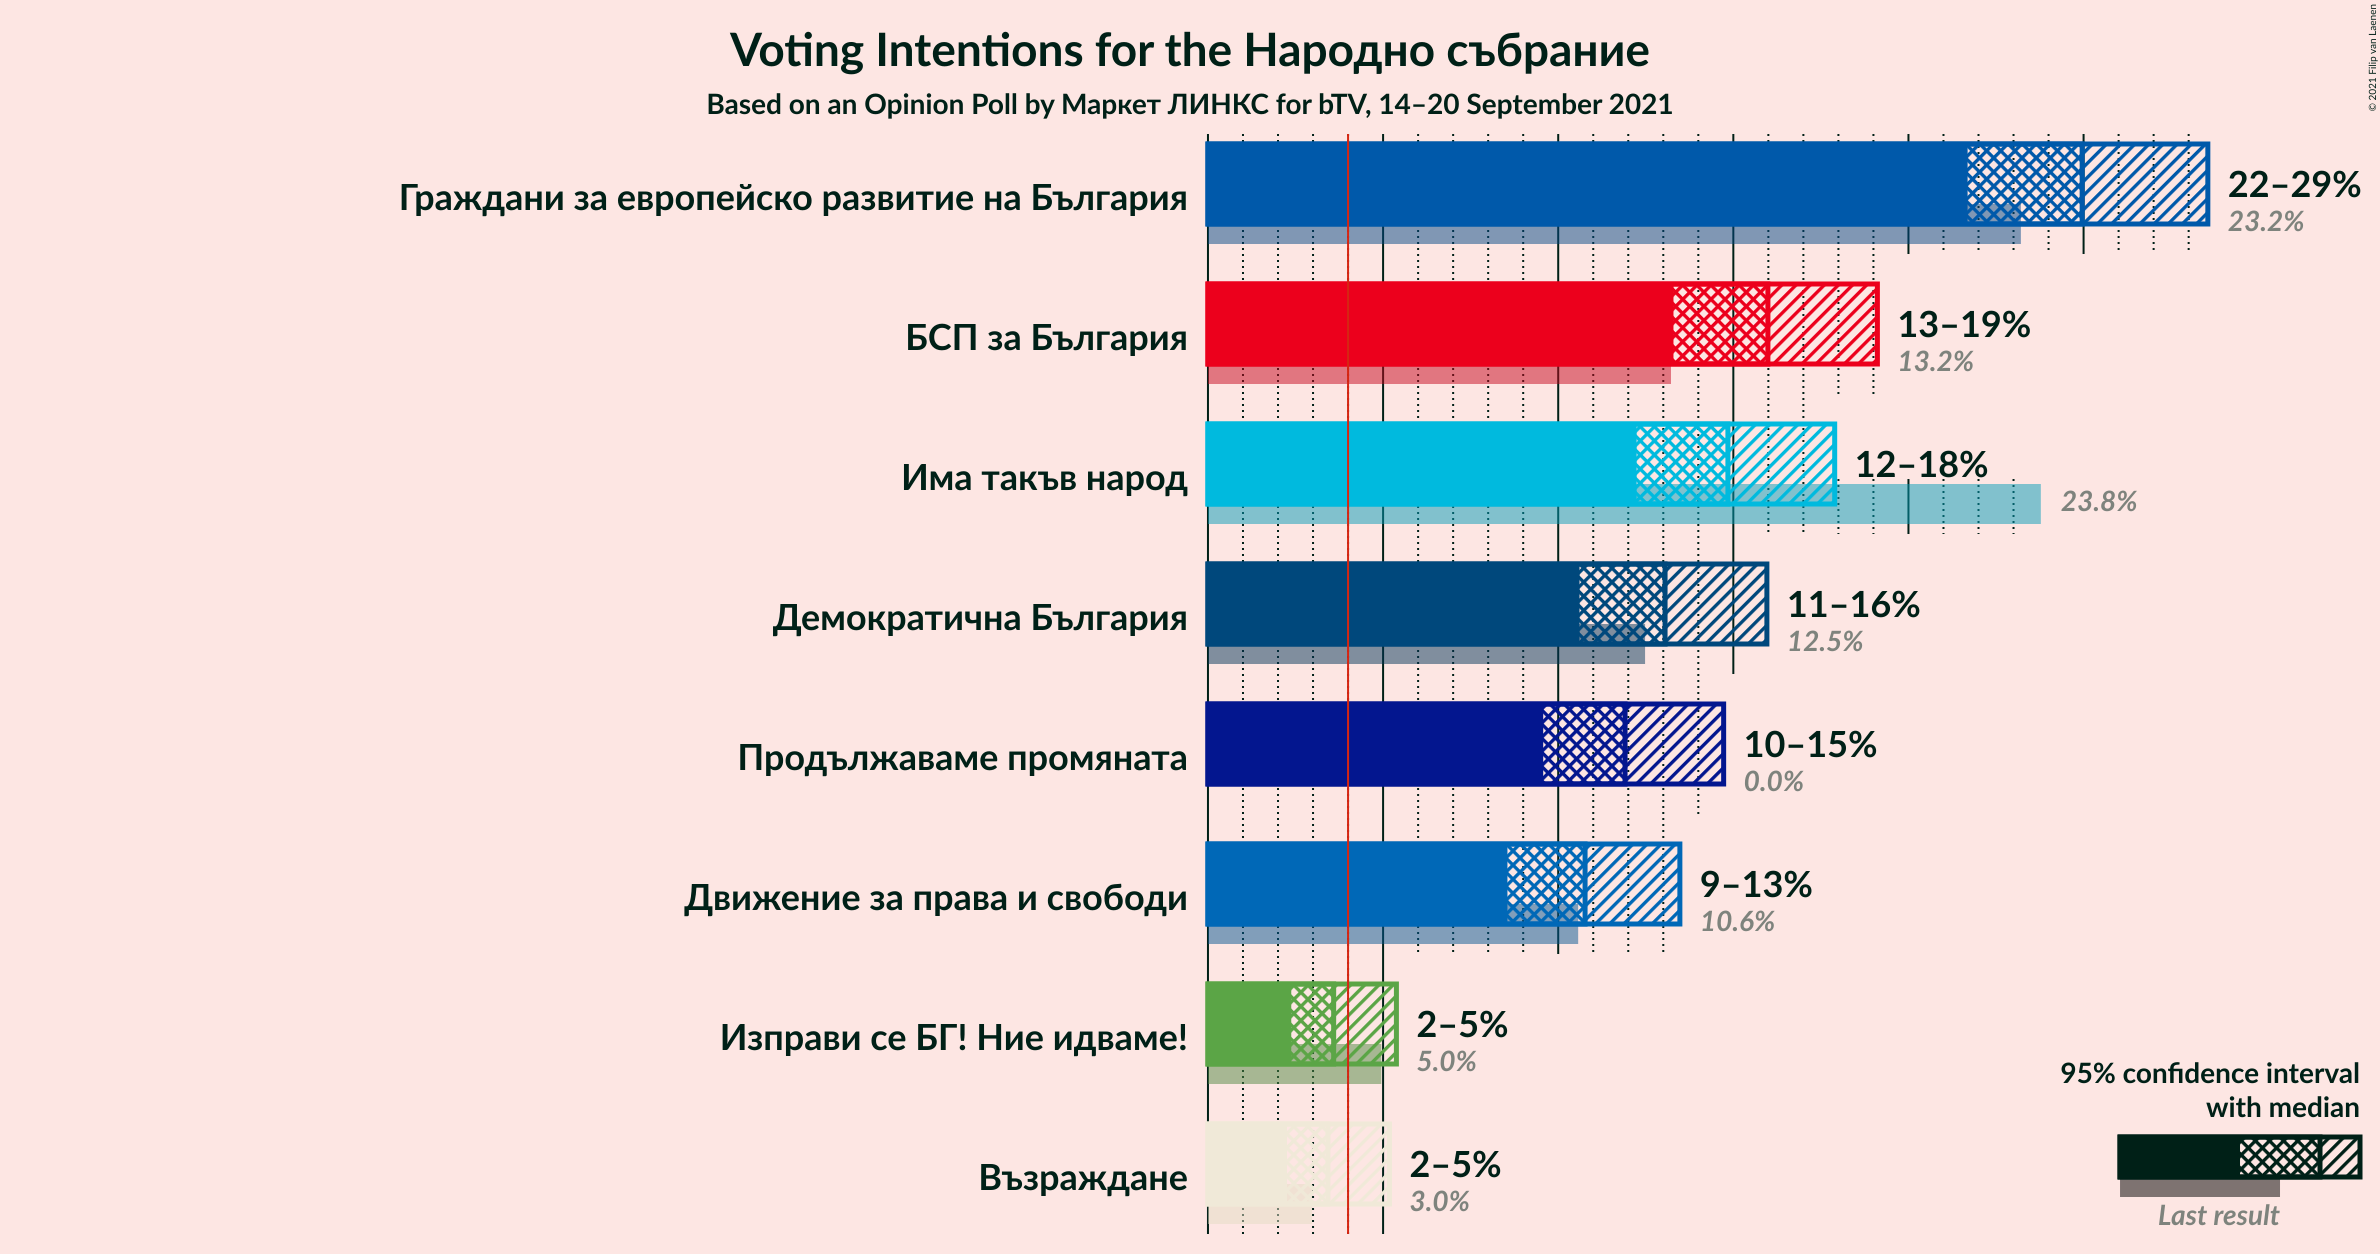 Voting Intentions for the Народно събрание
Based on an Opinion Poll by Маркет ЛИНКС for bTV, 14–20 September 2021
© 2021 Filip van Laenen
Граждани за европейско развитие на България
22–29%
23.2%
БСП за България
13–19%
13.2%
Има такъв народ
12–18%
23.8%
Демократична България
11–16%
12.5%
Продължаваме промяната
10–15%
0.0%
Движение за права и свободи
9–13%
10.6%
Изправи се БГ! Ние идваме!
2–5%
5.0%
Възраждане
2–5%
3.0%
95% confidence interval
with median
Last result